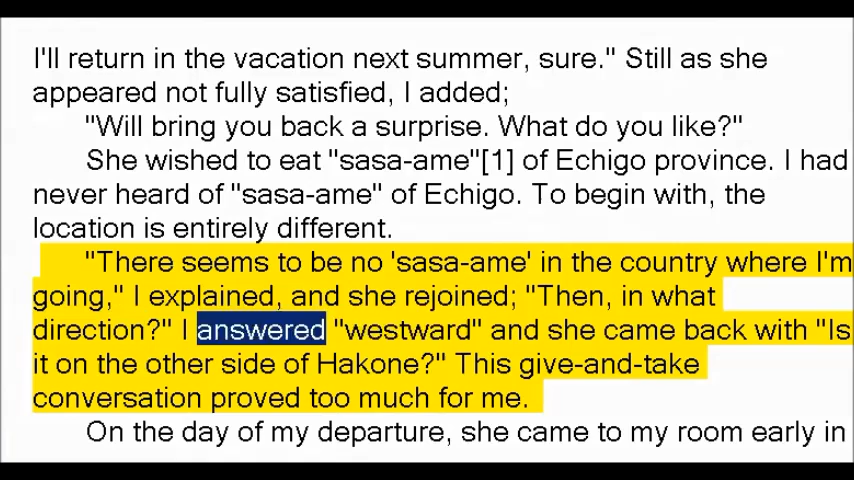 I'll return in the vacation next summer, sure." Still as she
appeared not fully satisfied, I added;
"Will bring you back a surprise. What do you like?"
She wished to eat "sasa-ame"[1] of Echigo province. I had
never heard of "sasa-ame" of Echigo. To begin with, the
location is entirely different.
"There seems to be no 'sasa-ame' in the country where I'm
going," I explained, and she rejoined; "Then, in what
direction?" I answered "westward" and she came back with "Is
it on the other side of Hakone?" This give-and-take
conversation proved too much for me.
On the day of my departure, she came to my room early in